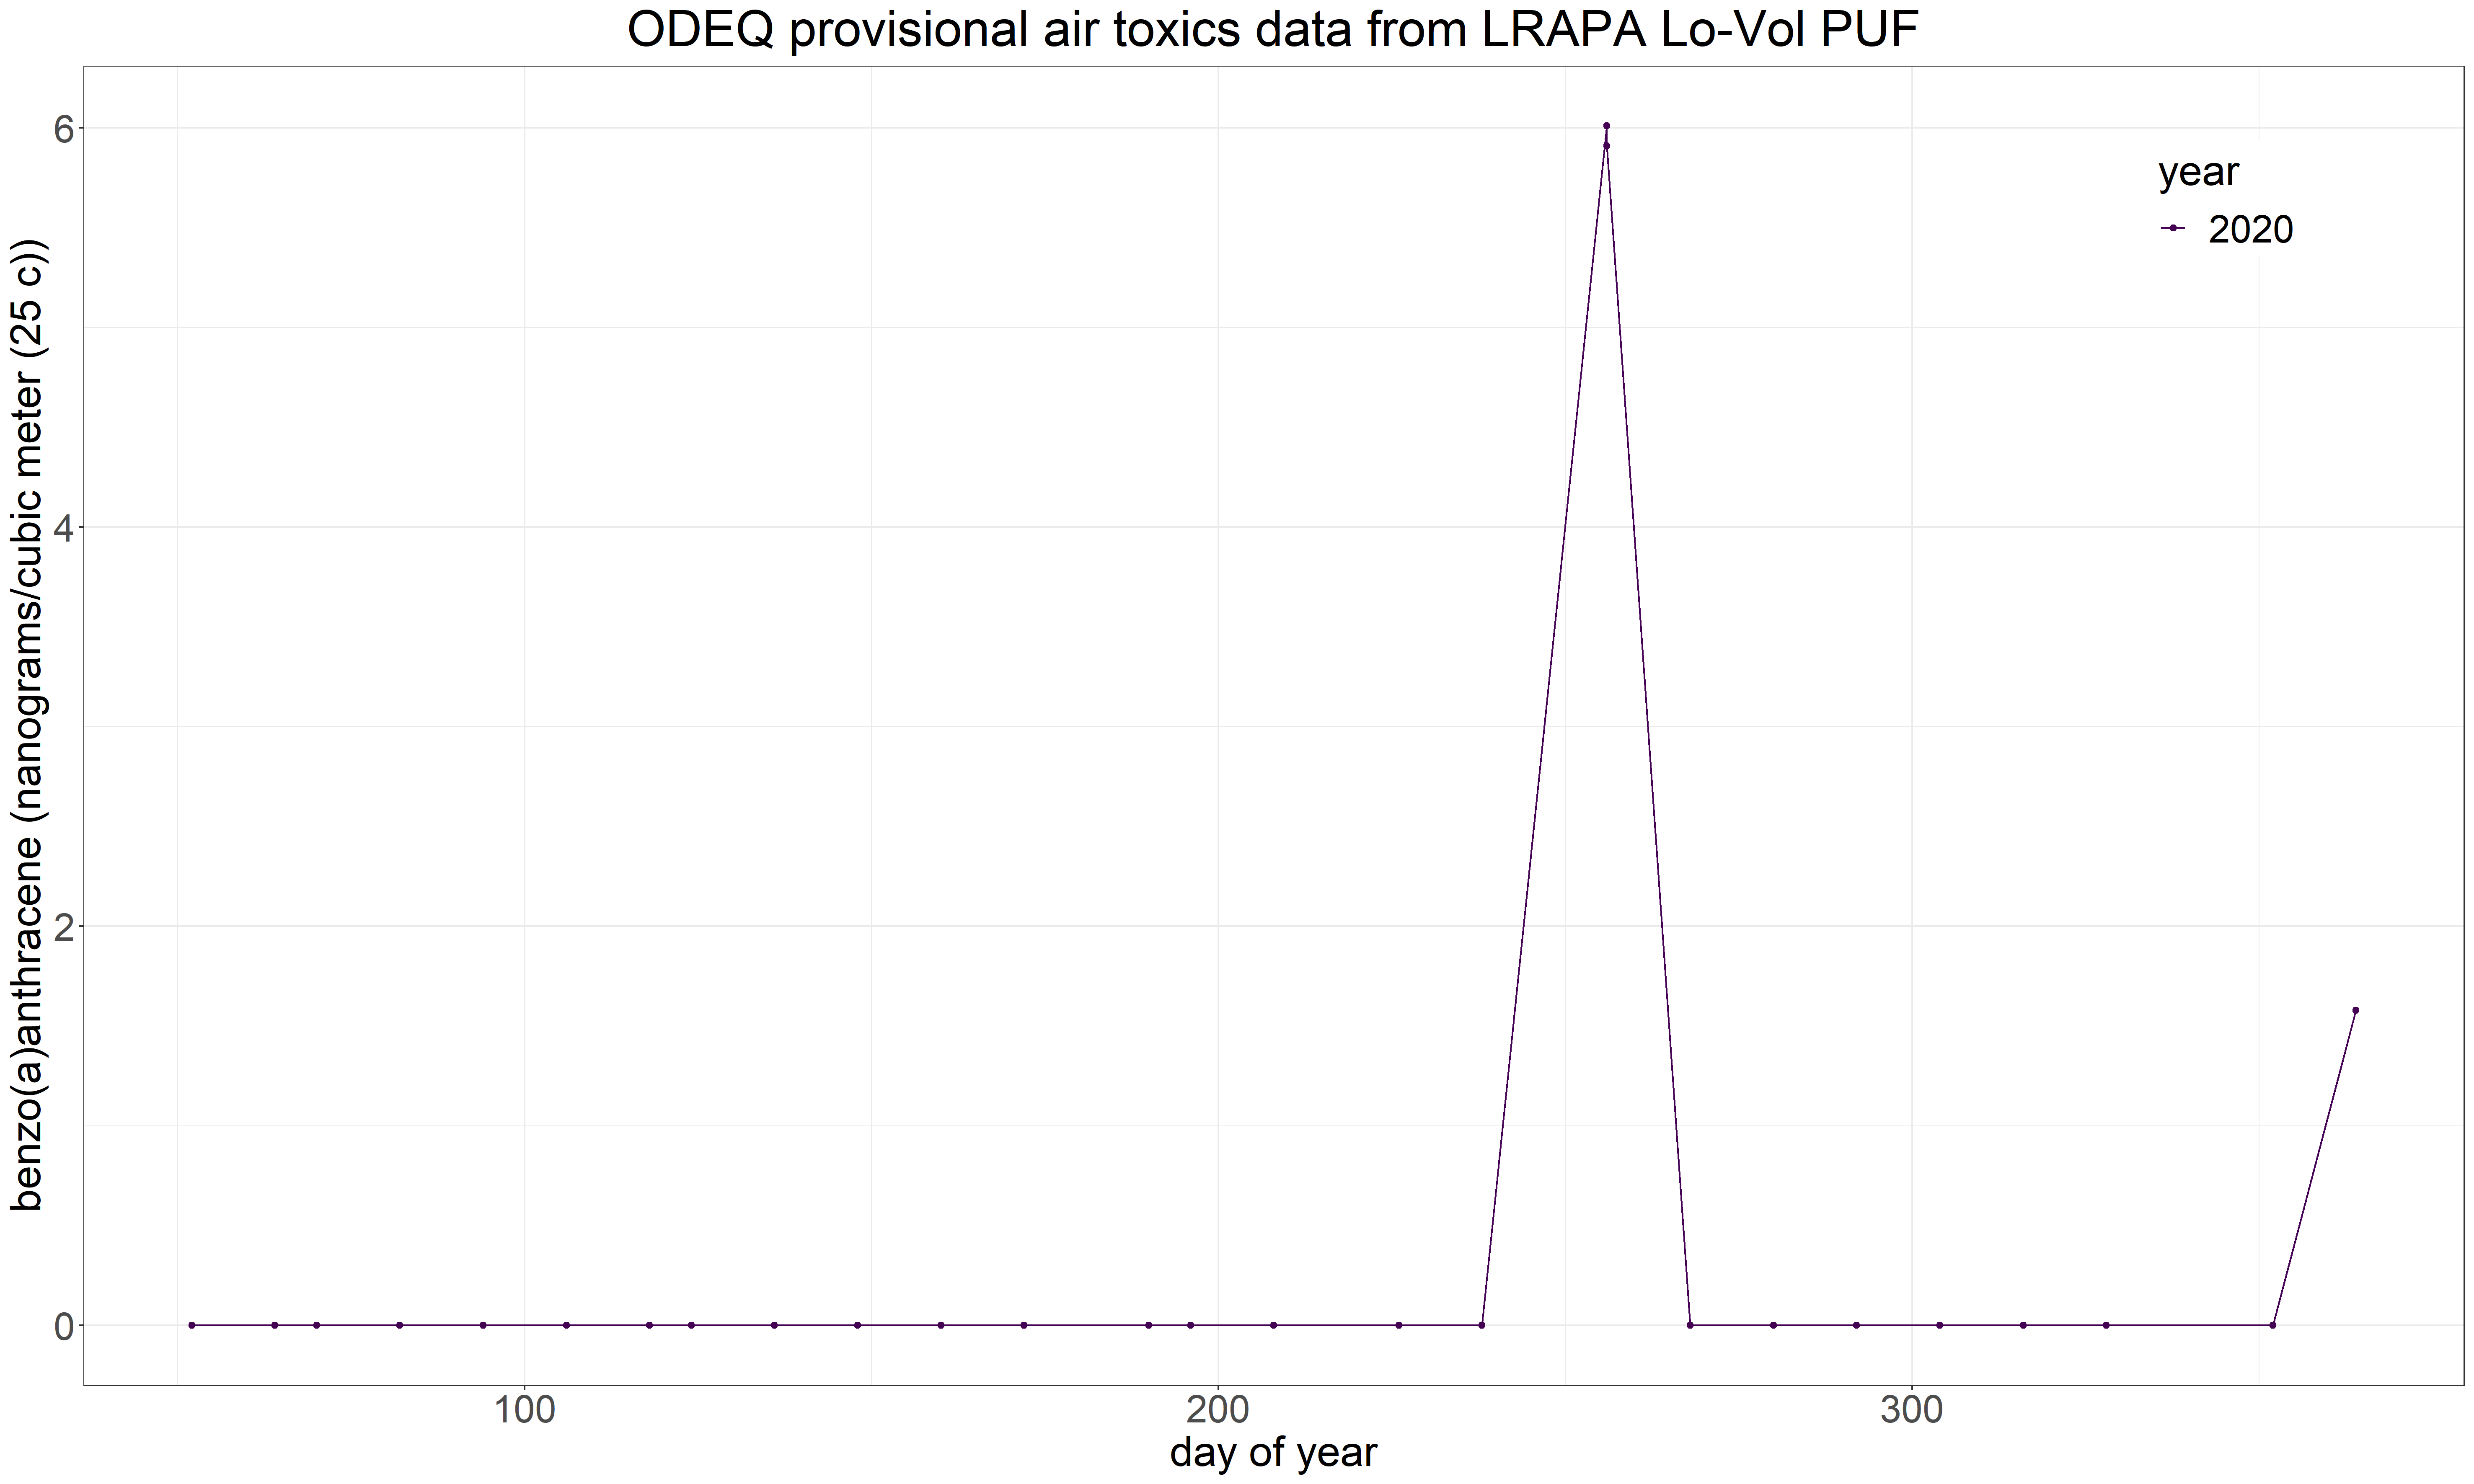 ODEQ provisional air toxics data from LRAPA Lo-Vol PUF
benzo(a)anthracene (nanograms/cubic meter (25 c))
6
4
2
0
year
2020
100
200
300
day of year